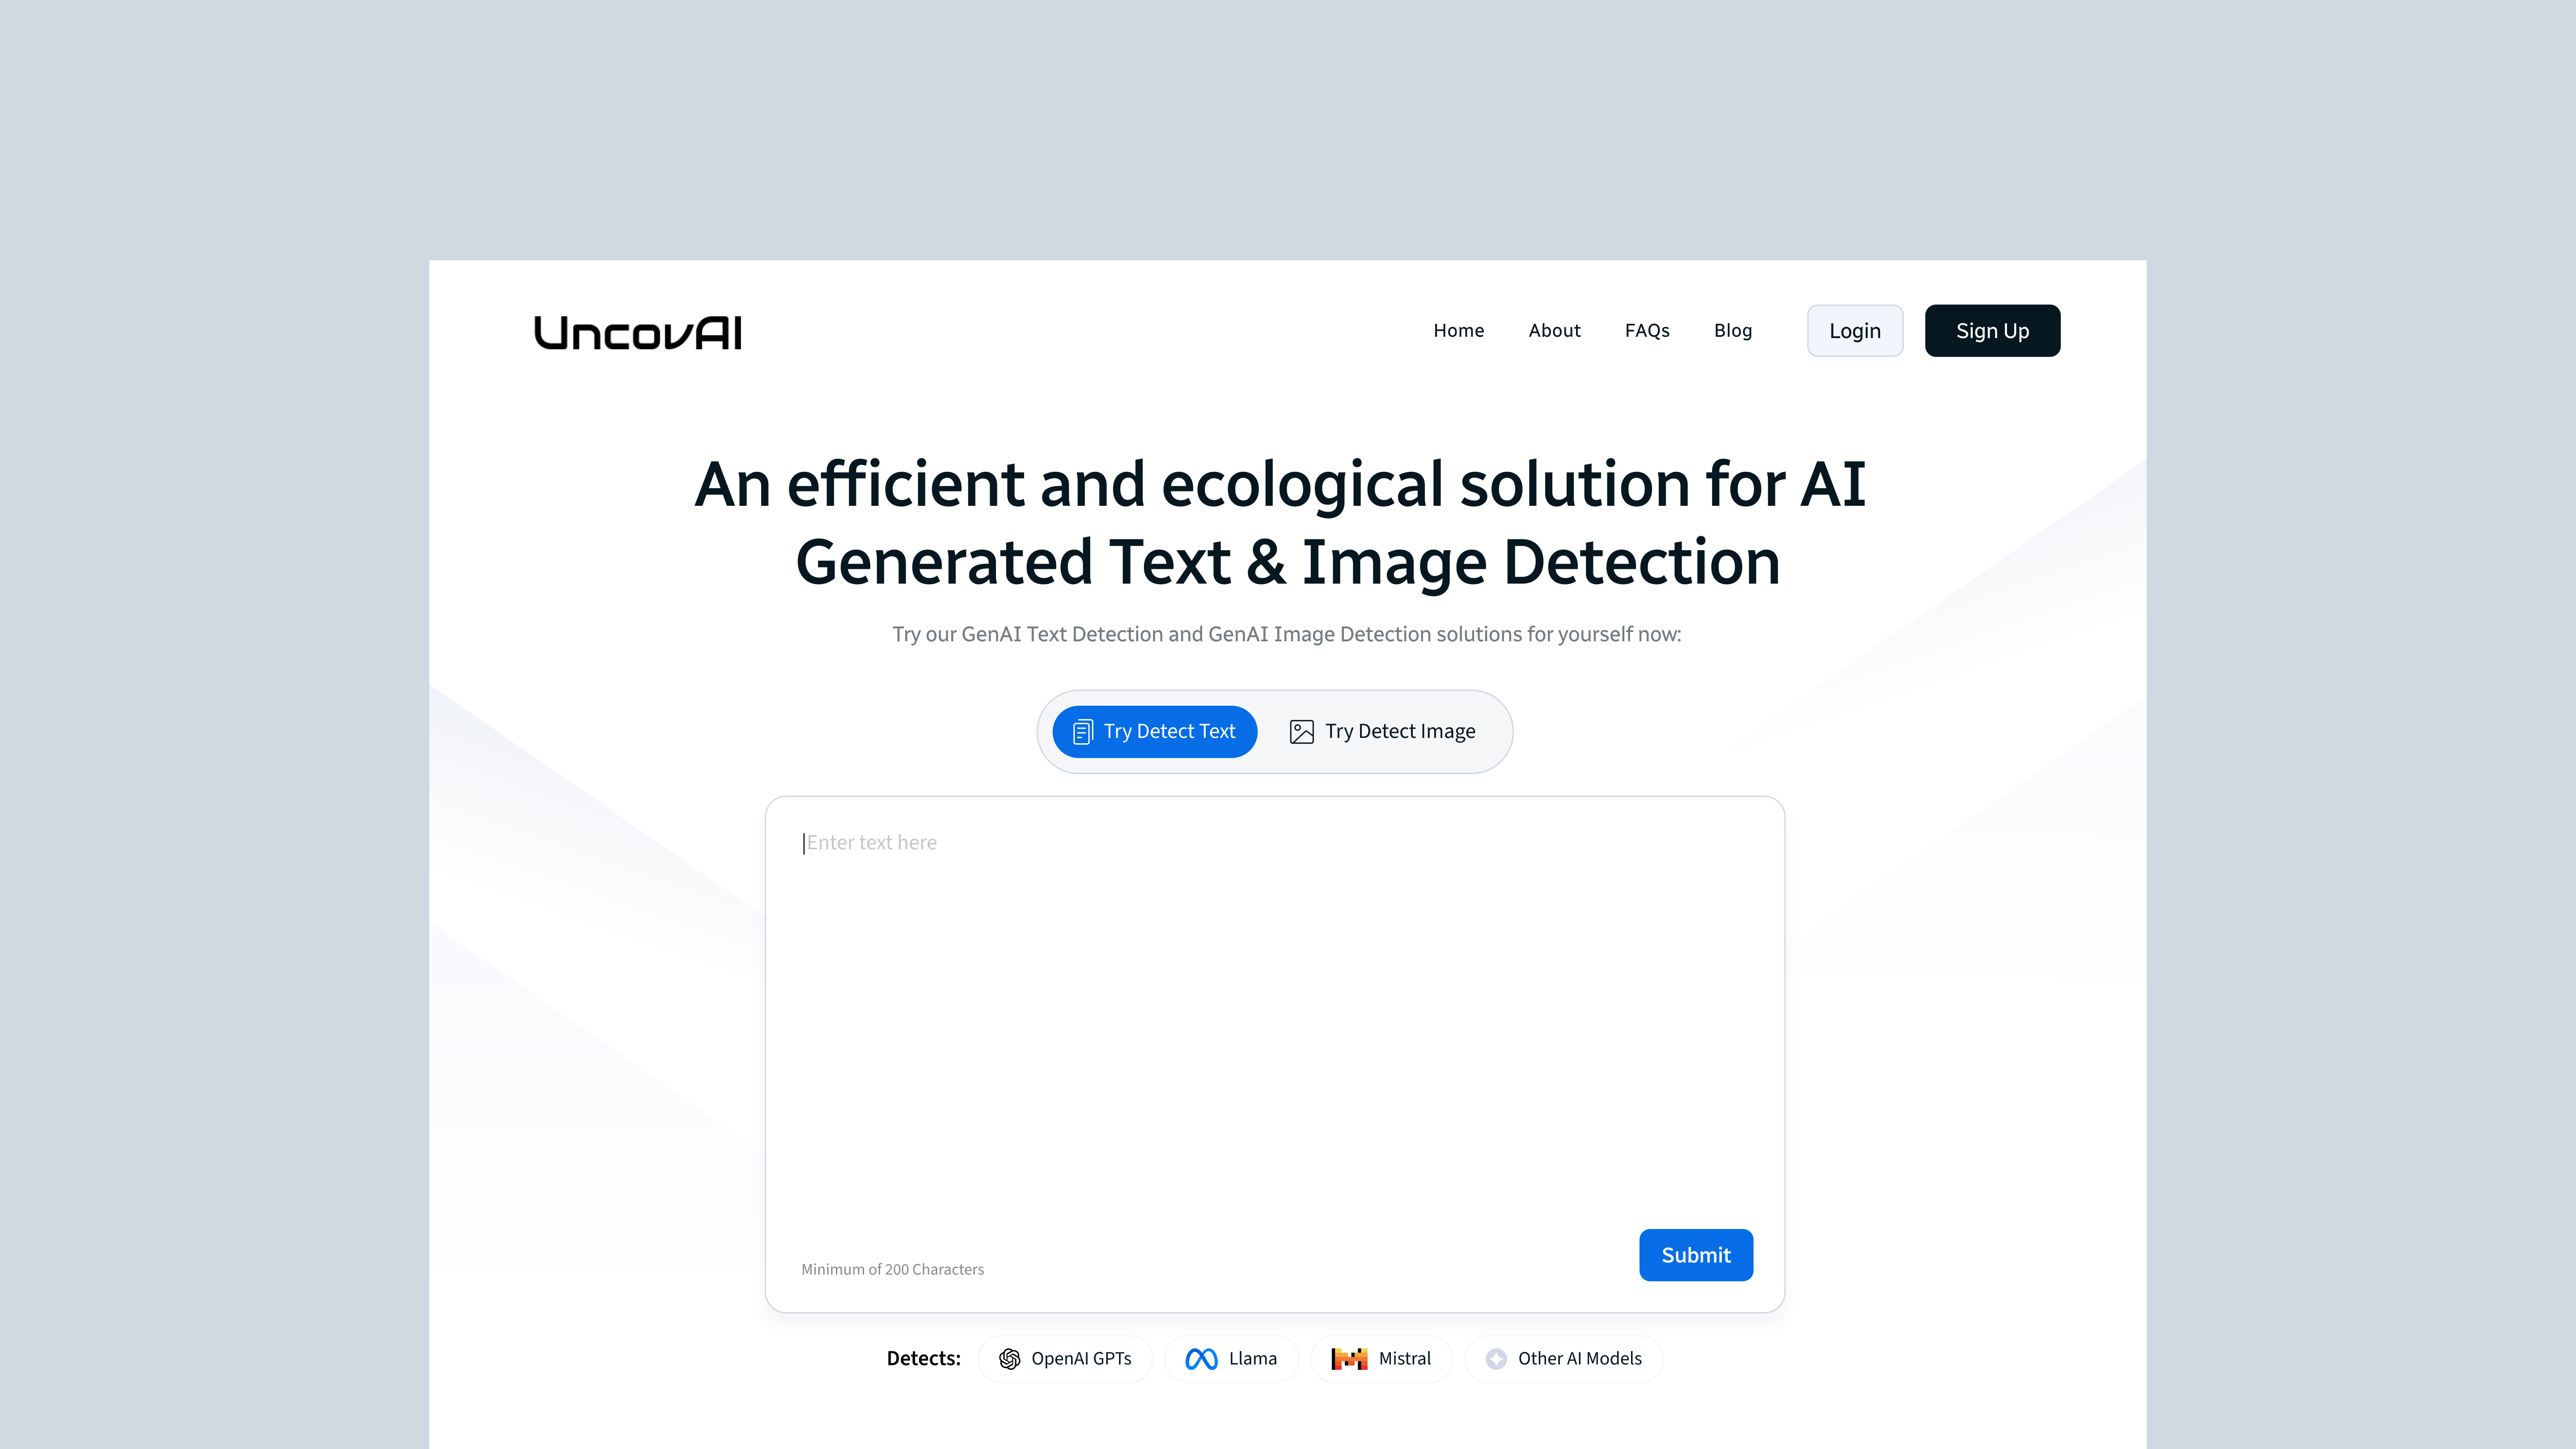 UncovAI
Home
About
FAQs
Blog
Login
Sign Up
An efficient and ecological solution for AI
Generated Text & Image Detection
Try our GenAI Text Detection and GenAI Image Detection solutions for yourself now:
Try Detect Text
Try Detect Image
Enter text here
Minimum of 200 Characters
Submit
Detects:
OpenAI GPTs
Llama
Mistral
Other AI Models